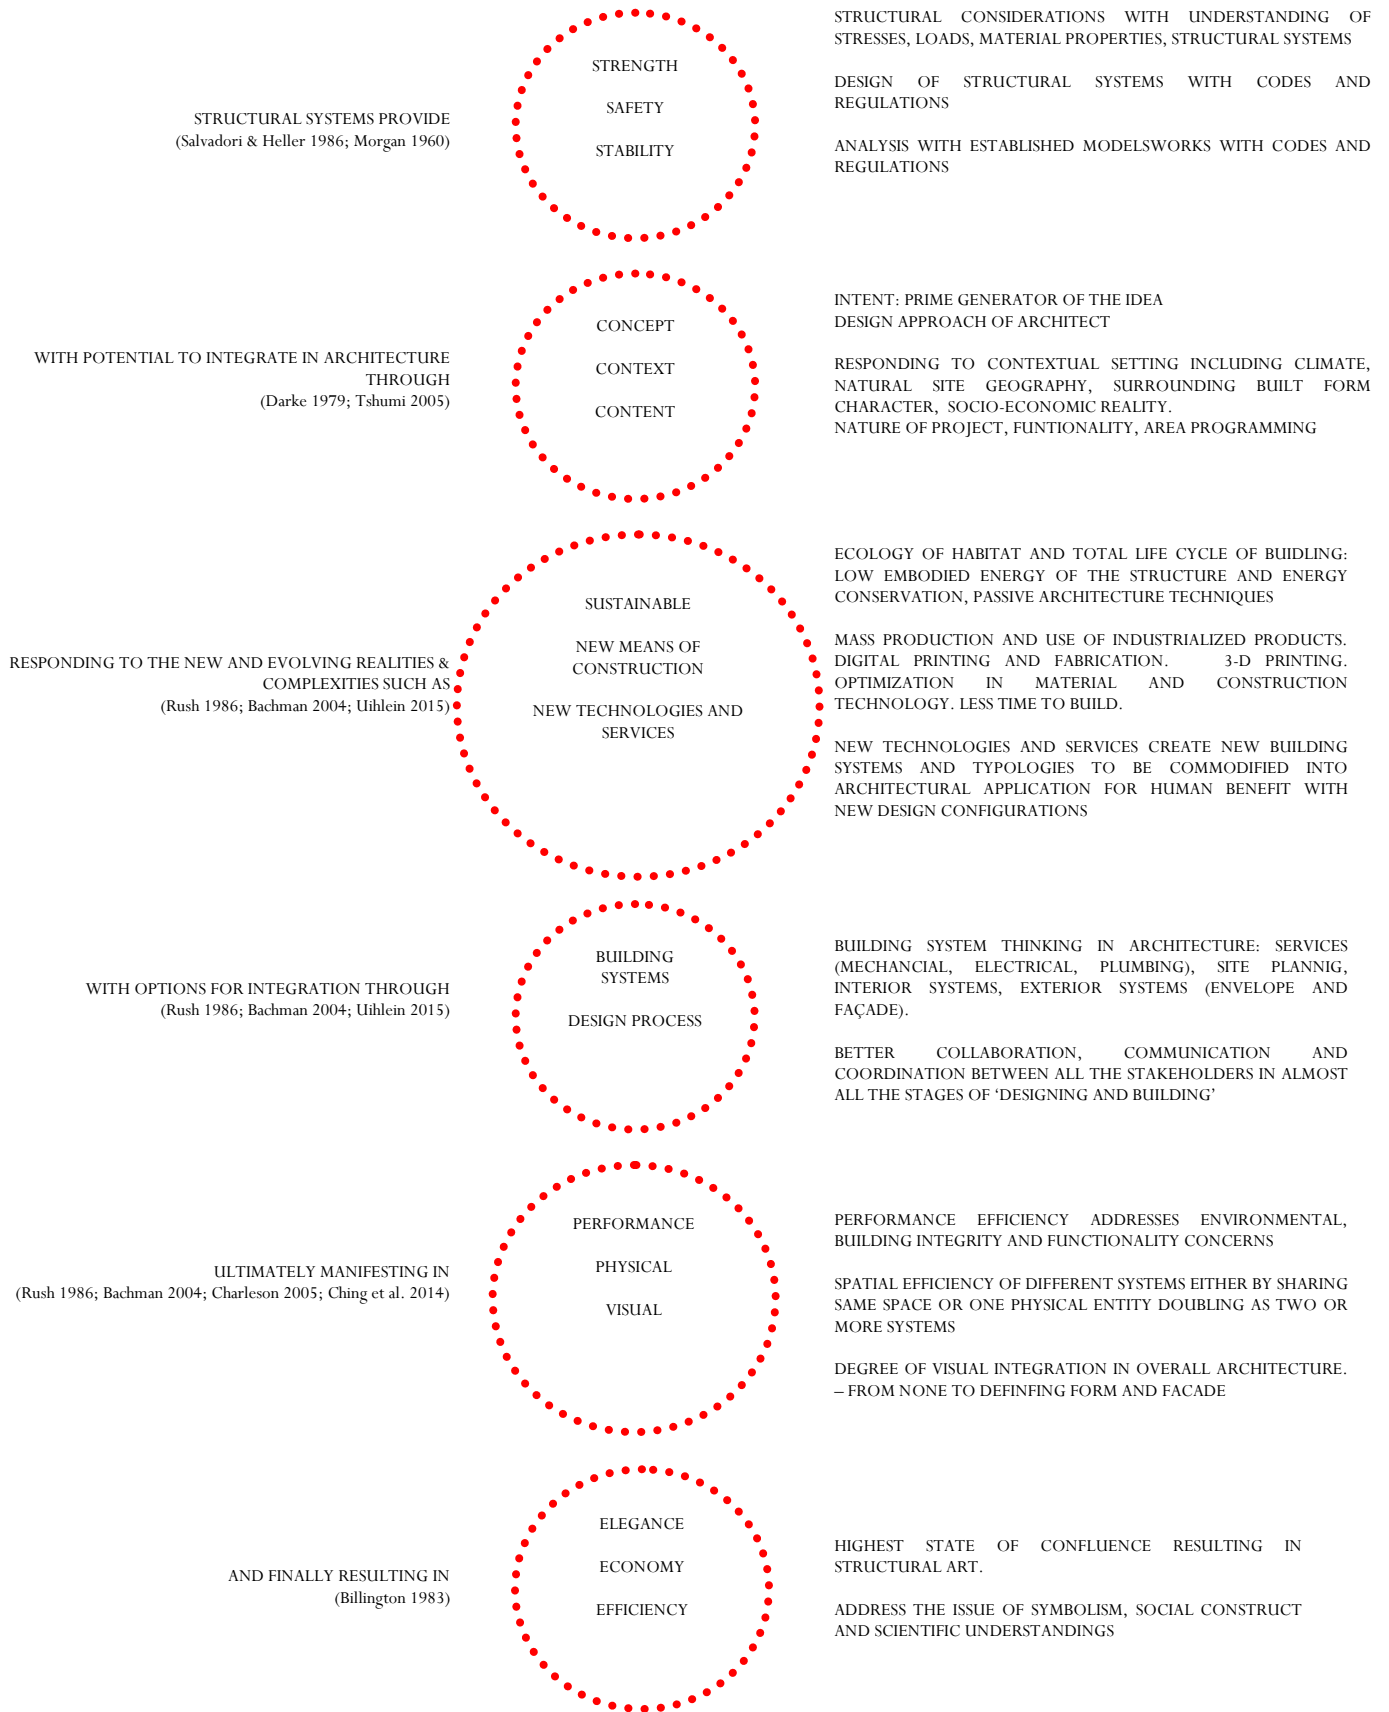 STRUCTURAL SYSTEMS PROVIDE
(Salvadori & Heller 1986; Morgan 1960)
STRENGTH
SAFETY
STABILITY
STRUCTURAL CONSIDERATIONS WITH UNDERSTANDING OF
STRESSES, LOADS, MATERIAL PROPERTIES, STRUCTURAL SYSTEMS
DESIGN OF STRUCTURAL SYSTEMS WITH CODES AND
REGULATIONS
ANALYSIS WITH ESTABLISHED MODELSWORKS WITH CODES AND
REGULATIONS
WITH POTENTIAL TO INTEGRATE IN ARCHITECTURE
THROUGH
(Darke 1979; Tshumi 2005)
CONCEPT
CONTEXT
CONTENT
INTENT: PRIME GENERATOR OF THE IDEA
DESIGN APPROACH OF ARCHITECT
RESPONDING TO CONTEXTUAL SETTING INCLUDING CLIMATE,
NATURAL SITE GEOGRAPHY, SURROUNDING BUILT FORM
CHARACTER, SOCIO-ECONOMIC REALITY.
NATURE OF PROJECT, FUNTIONALITY, AREA PROGRAMMING
RESPONDING TO THE NEW AND EVOLVING REALITIES &
COMPLEXITIES SUCH AS
(Rush 1986; Bachman 2004; Uihlein 2015)
SUSTAINABLE
NEW MEANS OF
CONSTRUCTION
NEW TECHNOLOGIES AND
SERVICES
ECOLOGY OF HABITAT AND TOTAL LIFE CYCLE OF BUIDLING:
LOW EMBODIED ENERGY OF THE STRUCTURE AND ENERGY
CONSERVATION, PASSIVE ARCHITECTURE TECHNIQUES
MASS PRODUCTION AND USE OF INDUSTRIALIZED PRODUCTS.
DIGITAL PRINTING AND FABRICATION. 3-D PRINTING.
OPTIMIZATION IN MATERIAL AND CONSTRUCTION
TECHNOLOGY. LESS TIME TO BUILD.
NEW TECHNOLOGIES AND SERVICES CREATE NEW BUILDING
SYSTEMS AND TYPOLOGIES TO BE COMMODIFIED INTO
ARCHITECTURAL APPLICATION FOR HUMAN BENEFIT WITH
NEW DESIGN CONFIGURATIONS
WITH OPTIONS FOR INTEGRATION THROUGH
(Rush 1986; Bachman 2004; Uihlein 2015)
BUILDING
SYSTEMS
DESIGN PROCESS
BUILDING SYSTEM THINKING IN ARCHITECTURE: SERVICES
(MECHANCIAL, ELECTRICAL, PLUMBING), SITE PLANNIG,
INTERIOR SYSTEMS, EXTERIOR SYSTEMS (ENVELOPE AND
FAÇADE).
BETTER COLLABORATION, COMMUNICATION AND
COORDINATION BETWEEN ALL THE STAKEHOLDERS IN ALMOST
ALL THE STAGES OF ‘DESIGNING AND BUILDING’
ULTIMATELY MANIFESTING IN
(Rush 1986; Bachman 2004; Charleson 2005; Ching et al. 2014)
PERFORMANCE
PHYSICAL
VISUAL
PERFORMANCE EFFICIENCY ADDRESSES ENVIRONMENTAL,
BUILDING INTEGRITY AND FUNCTIONALITY CONCERNS
SPATIAL EFFICIENCY OF DIFFERENT SYSTEMS EITHER BY SHARING
SAME SPACE OR ONE PHYSICAL ENTITY DOUBLING AS TWO OR
MORE SYSTEMS
DEGREE OF VISUAL INTEGRATION IN OVERALL ARCHITECTURE.
– FROM NONE TO DEFINFING FORM AND FACADE
AND FINALLY RESULTING IN
(Billington 1983)
ELEGANCE
ECONOMY
EFFICIENCY
HIGHEST STATE OF CONFLUENCE RESULTING IN
STRUCTURAL ART.
ADDRESS THE ISSUE OF SYMBOLISM, SOCIAL CONSTRUCT
AND SCIENTIFIC UNDERSTANDINGS